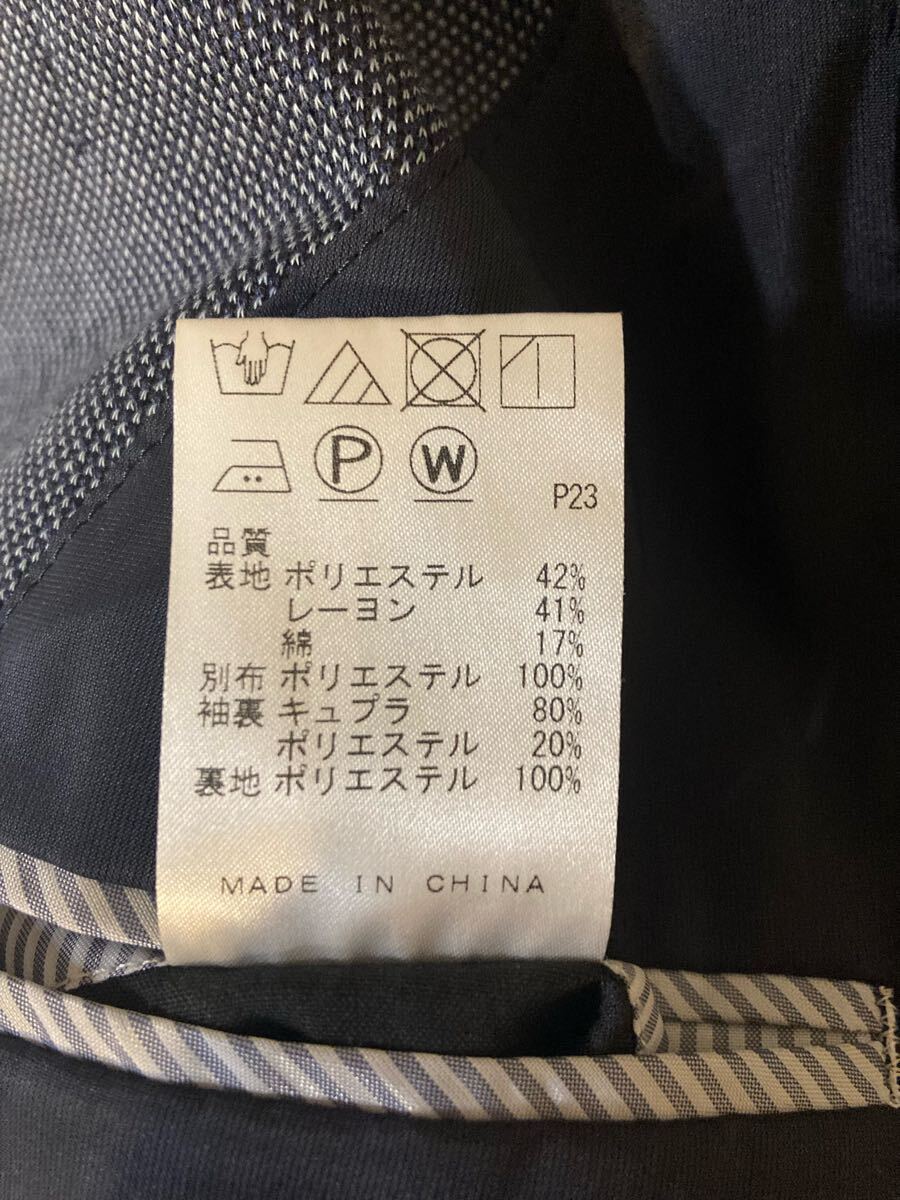 P W
P23
品質
表地 ポリエステル 42%
レーヨン 41%
綿 17%
別布 ポリエステル 100%
袖裏 キュプラ 80%
ポリエステル 20%
裏地 ポリエステル 100%
MADE IN CHINA